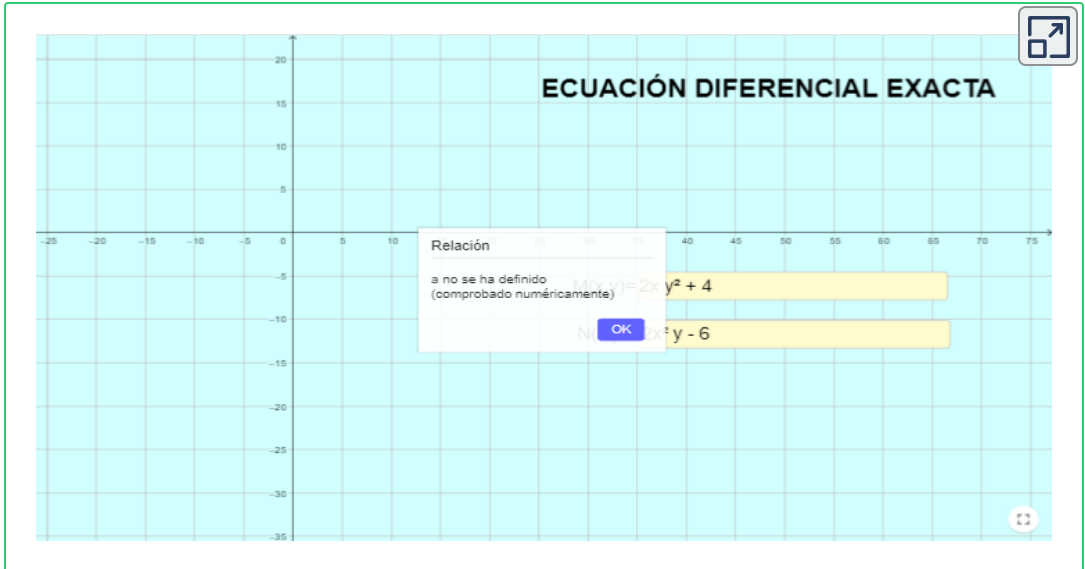 ECUACIÓN DIFERENCIAL EXACTA
20
15
10
5
-25 -20 -15 -10 -5 0 5 10 40 45 50 55 60 65 70 75
-5
-10
-15
-20
-25
-30
-35
Relación
a no se ha definido
(comprobado numéricamente)
OK
M(x,y)= 2x y² + 4
2x² y - 6